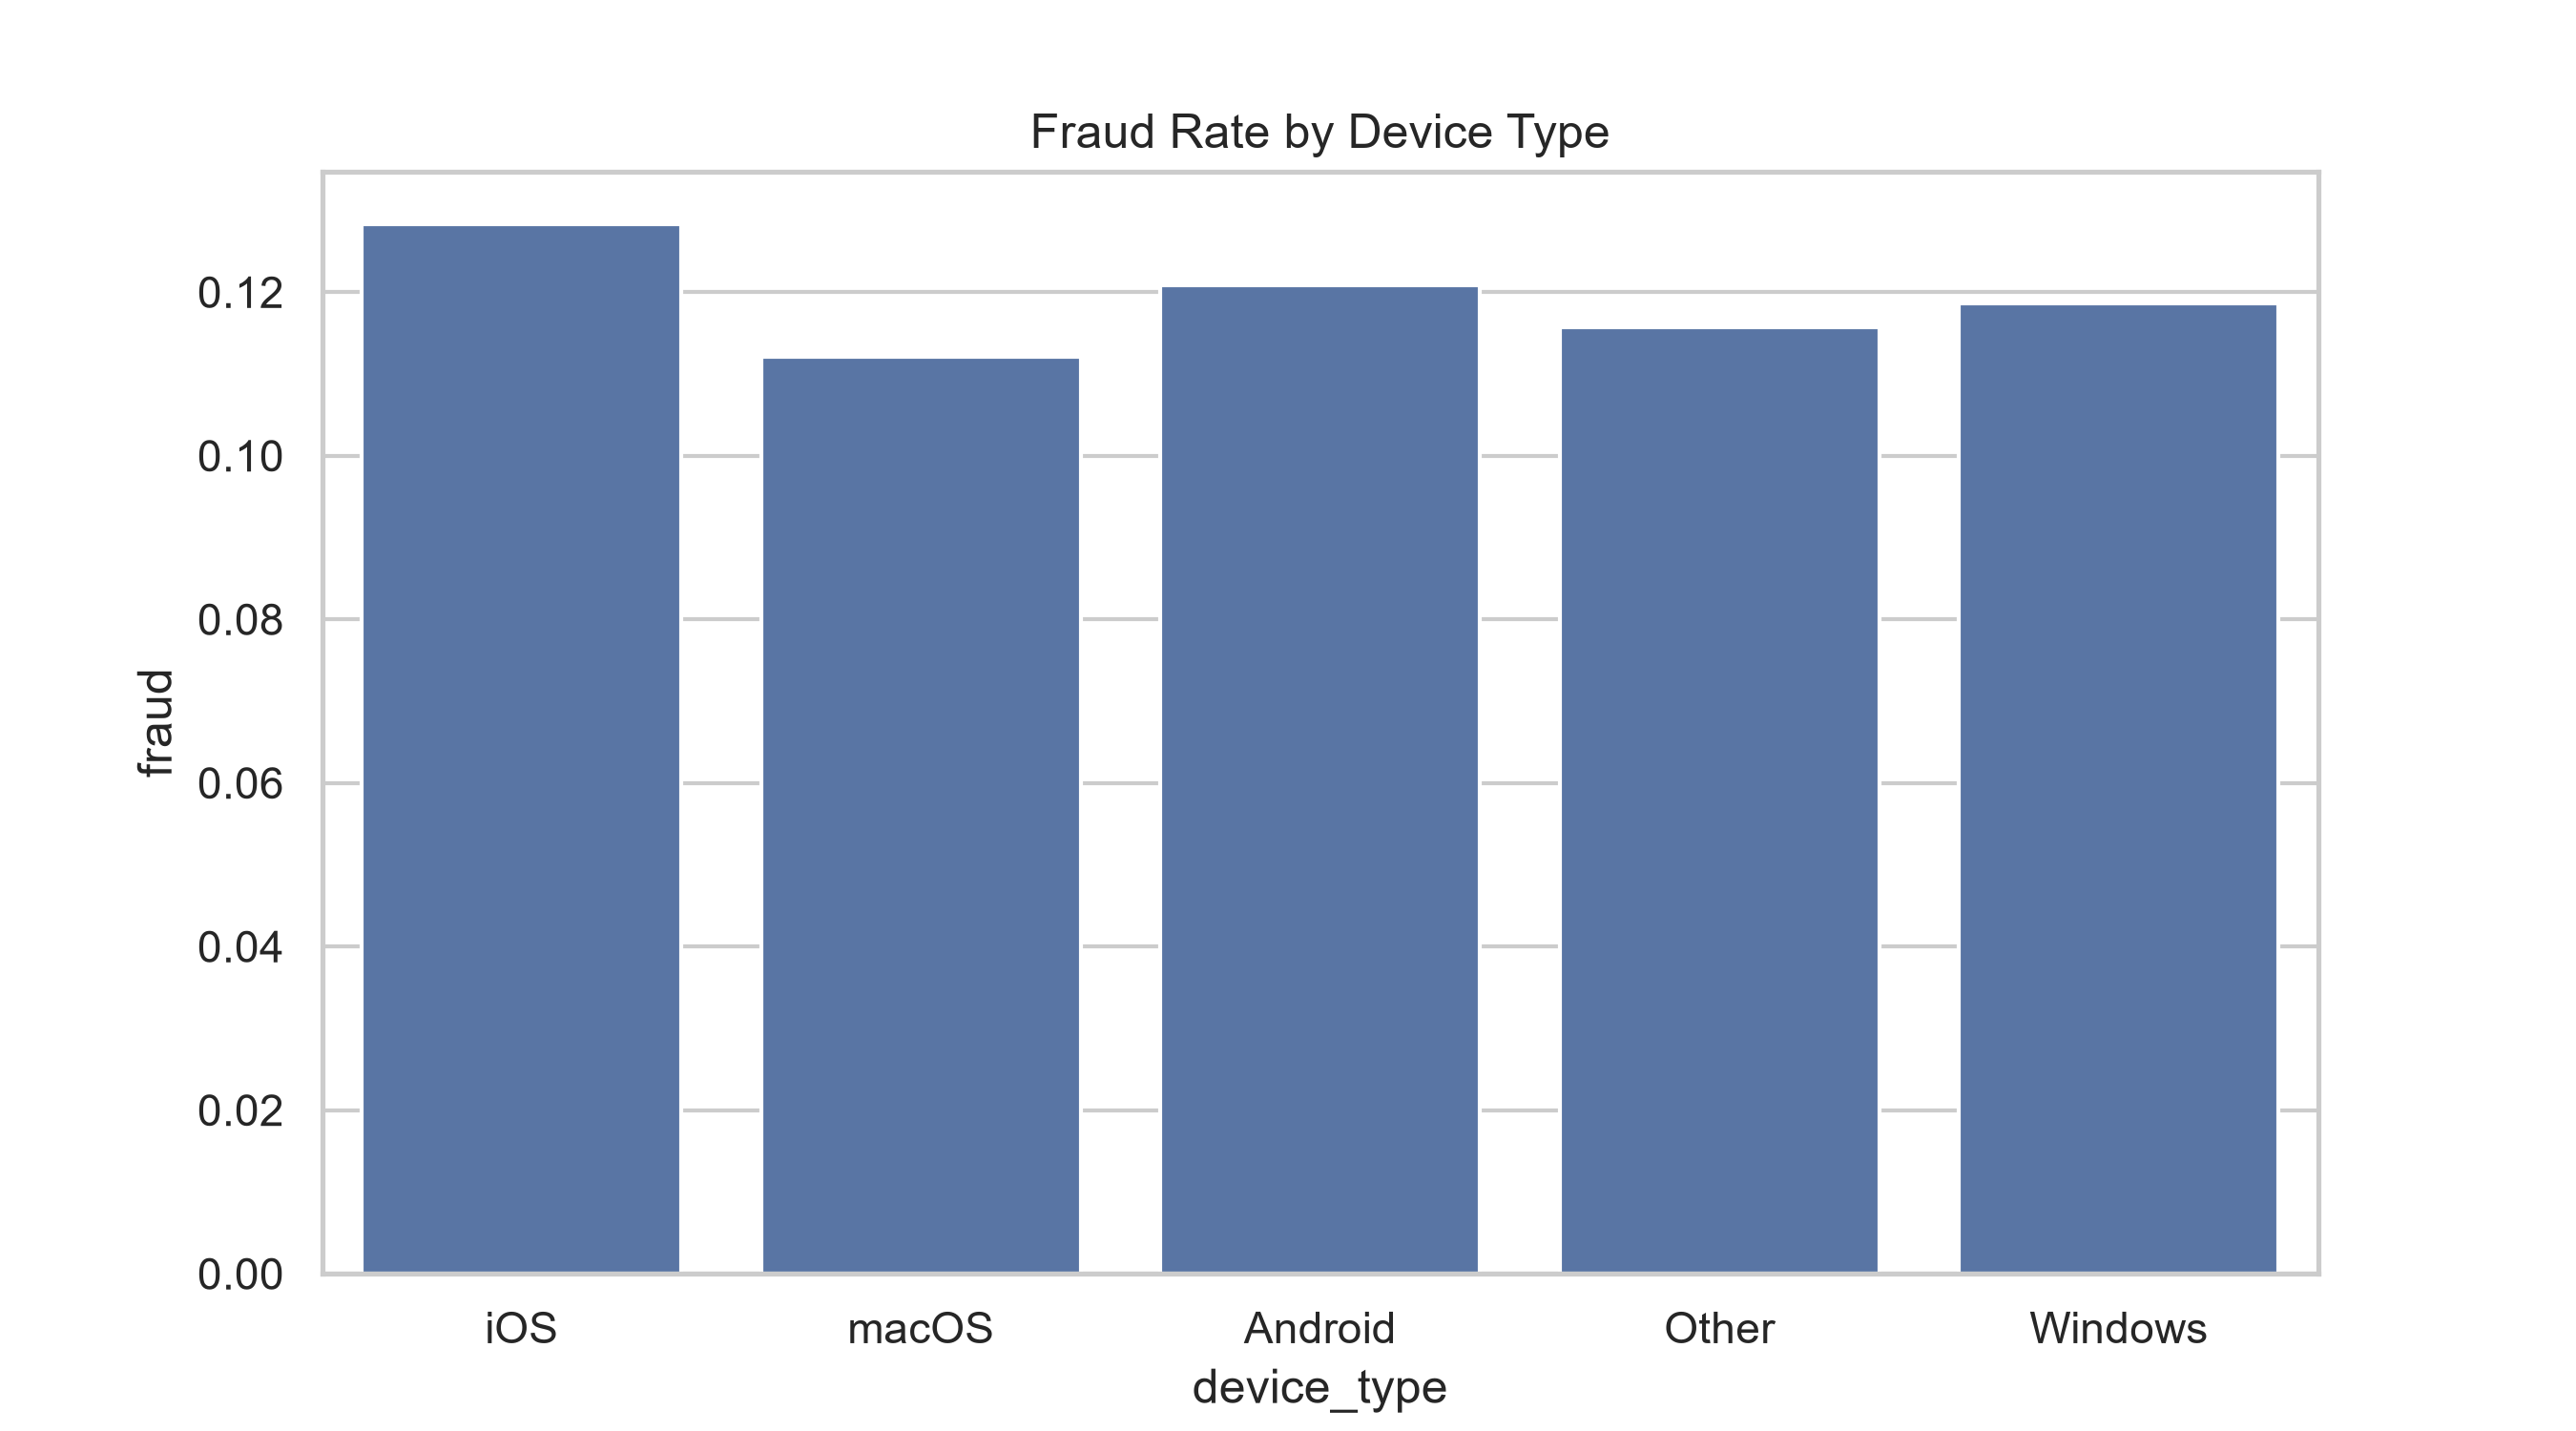 Fraud Rate by Device Type
0.12
0.10
0.08
0.06
0.04
0.02
0.00
fraud
iOS macOS Android Other Windows
device_type